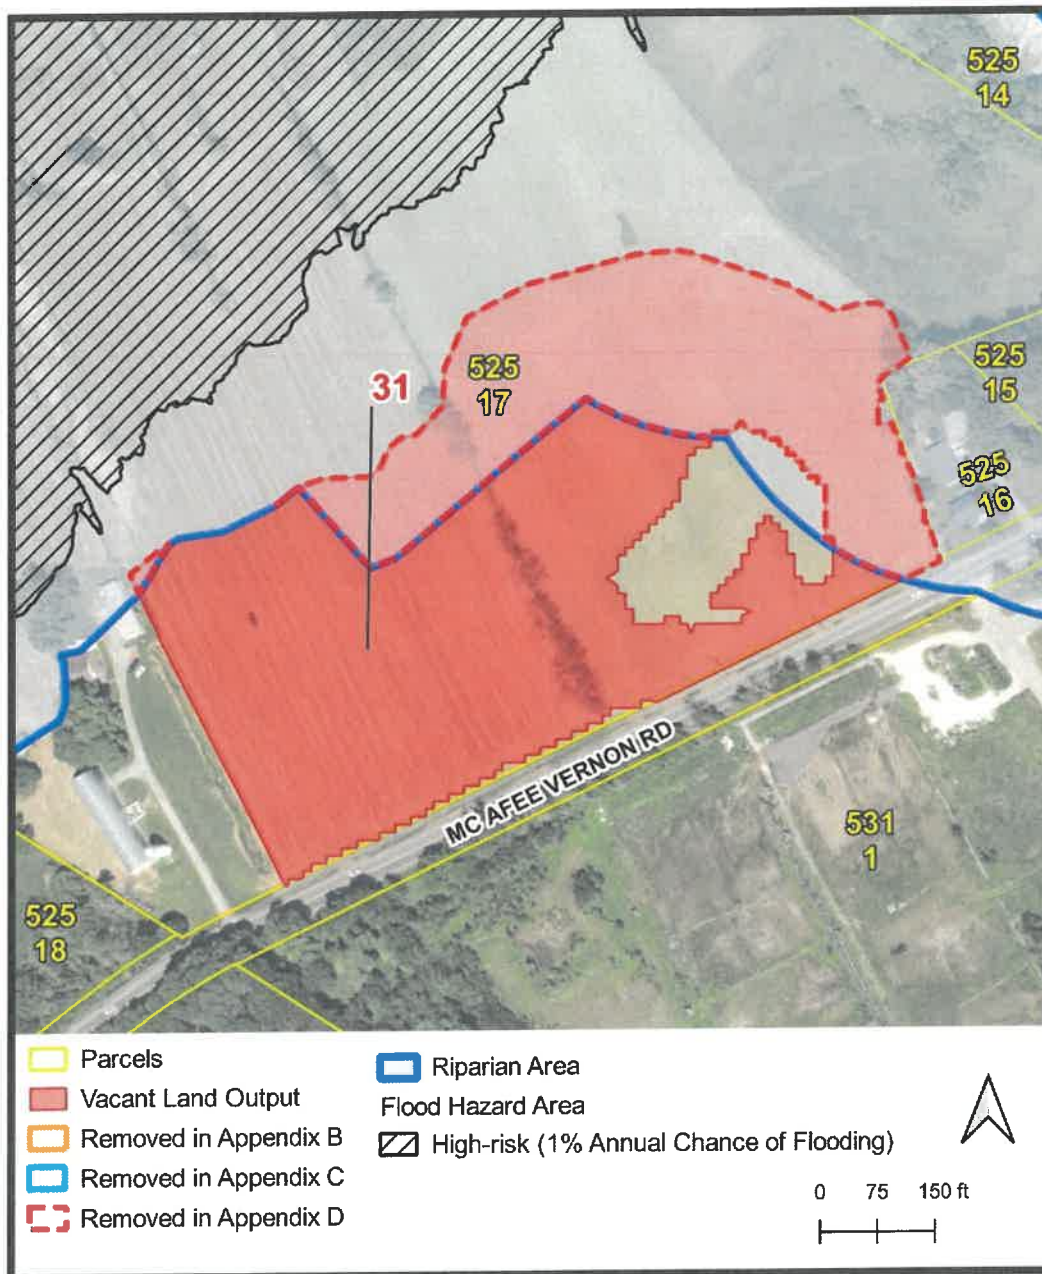 525
14
31
525
17
525
15
525
16
MC AFEE VERNON RD
531
1
525
18
Parcels
Vacant Land Output
Removed in Appendix B
Removed in Appendix C
Removed in Appendix D
Riparian Area
Flood Hazard Area
High-risk (1% Annual Chance of Flooding)
0 75 150 ft